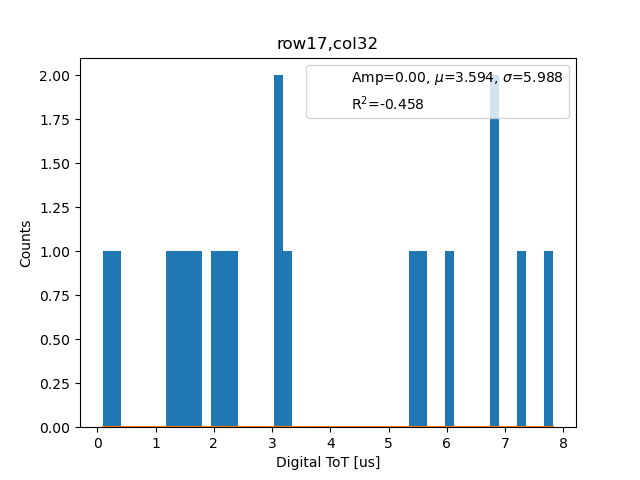 row17,col32
Amp=0.00, μ=3.594, σ=5.988
R²=-0.458
Counts
2.00
1.75
1.50
1.25
1.00
0.75
0.50
0.25
0.00
0 1 2 3 4 5 6 7 8
Digital ToT [us]